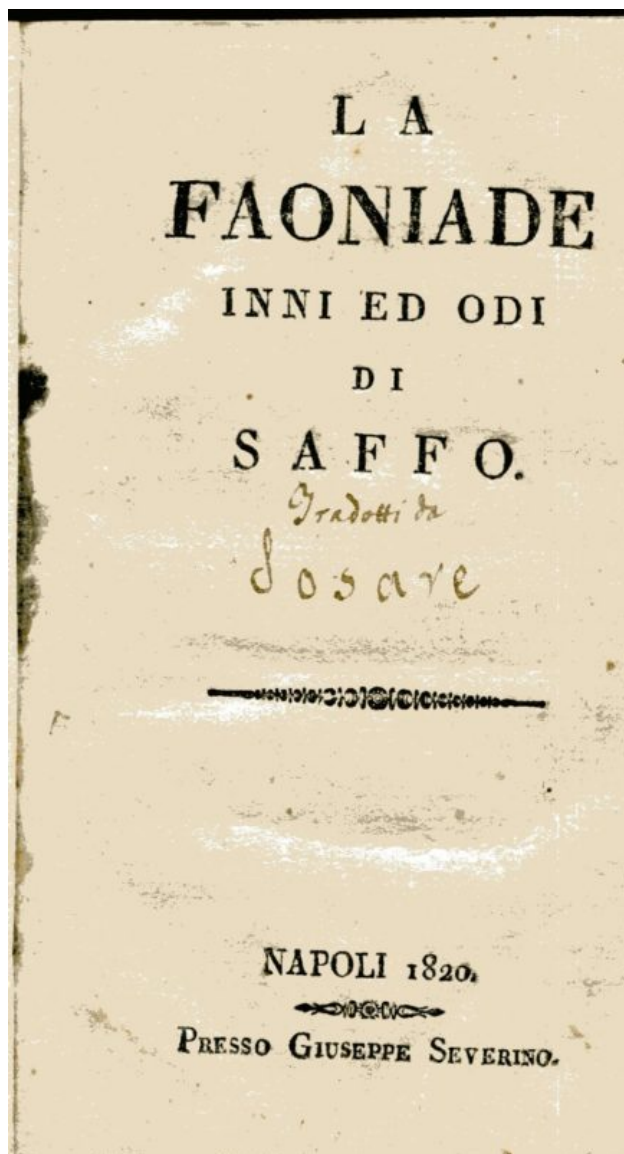 LA
FAONIADE
INNI ED ODI
DI
SAFFO.
Tradotti da
Sosare
NAPOLI 1820.
PRESSO GIUSEPPE SEVERINO.